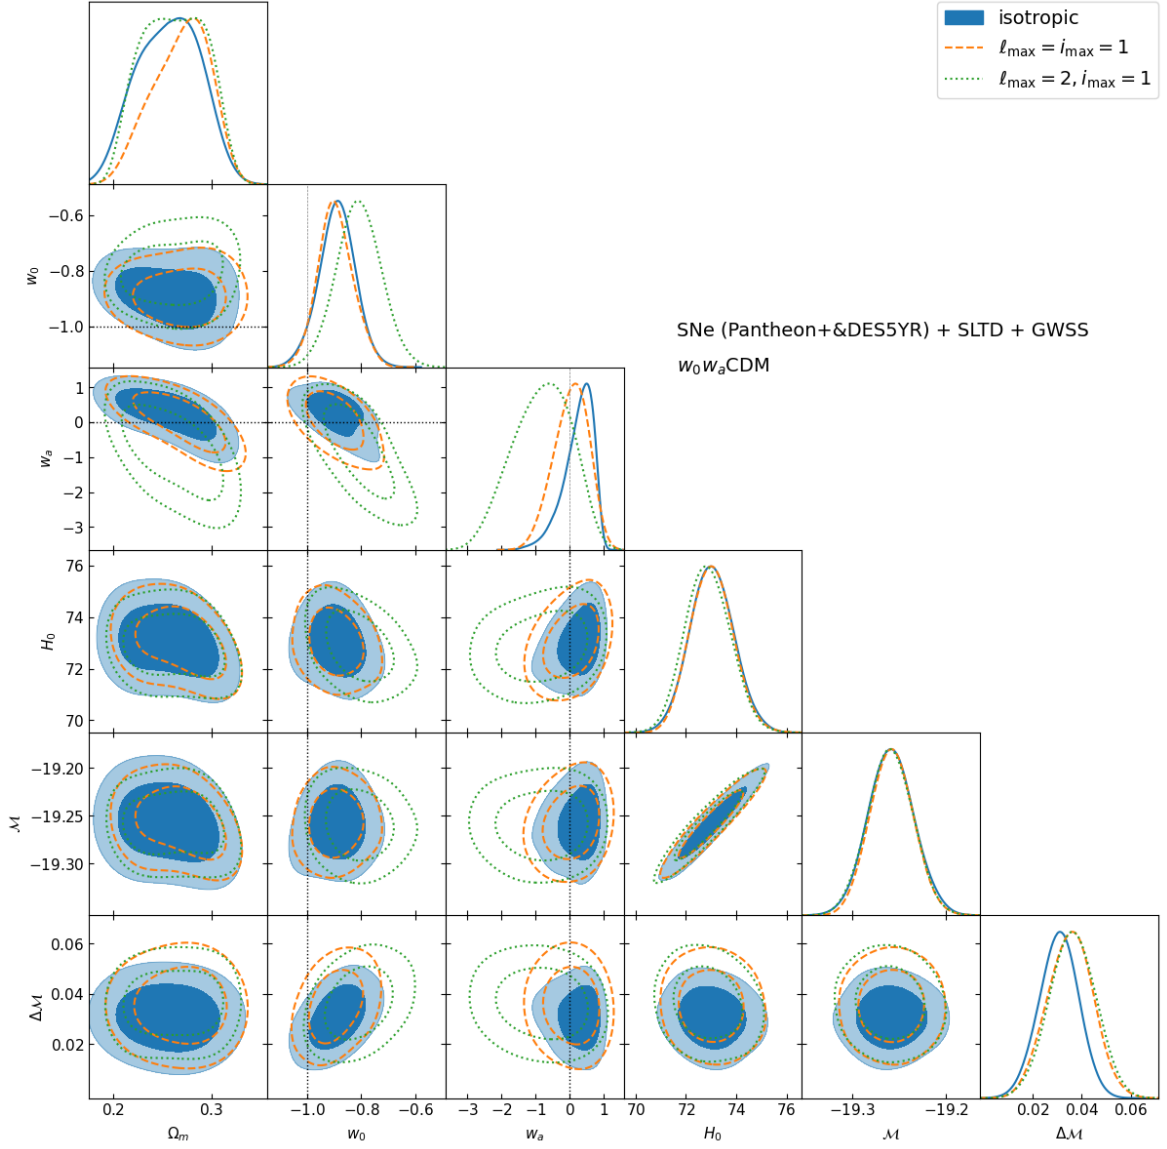 isotropic
ℓmax = imax = 1
ℓmax = 2, imax = 1
SNe (Pantheon+&DES5YR) + SLTD + GWSS
w0waCDM
−0.6
−0.8
−1.0
w0
1
0
−1
−2
−3
wa
76
74
72
70
H0
−19.20
−19.25
−19.30
ℳ
0.06
0.04
0.02
Δℳ
0.2 0.3 −1.0 −0.8 −0.6 −3 −2 −1 0 1 70 72 74 76 −19.3 −19.2 0.02 0.04 0.06
Ωm w0 wa H0 ℳ Δℳ